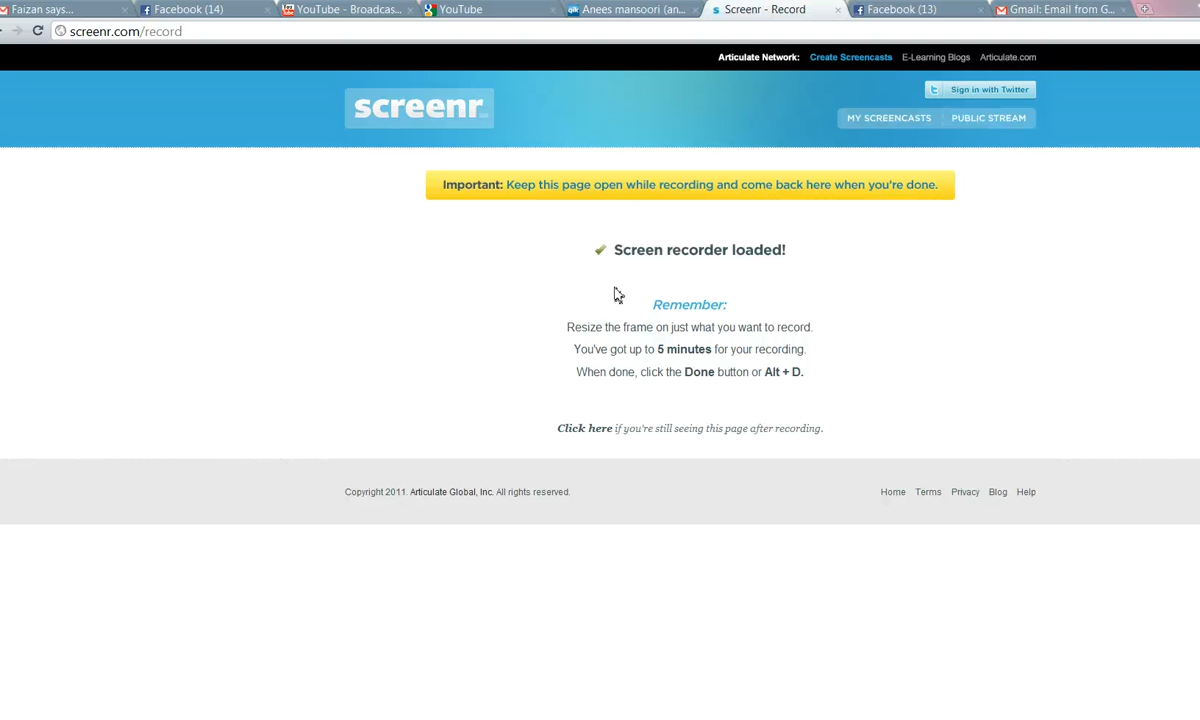 Faizan says...
Facebook (14)
YouTube - Broadcas...
YouTube
Anees mansoori (an...
Screenr - Record
Facebook (13)
Gmail: Email from G...
screenr.com/record
Articulate Network: Create Screencasts E-Learning Blogs Articulate.com
Sign in with Twitter
screenr
MY SCREENCASTS PUBLIC STREAM
Important: Keep this page open while recording and come back here when you're done.
Screen recorder loaded!
Remember:
Resize the frame on just what you want to record.
You've got up to 5 minutes for your recording.
When done, click the Done button or Alt + D.
Click here if you're still seeing this page after recording.
Copyright 2011. Articulate Global, Inc. All rights reserved.
Home Terms Privacy Blog Help